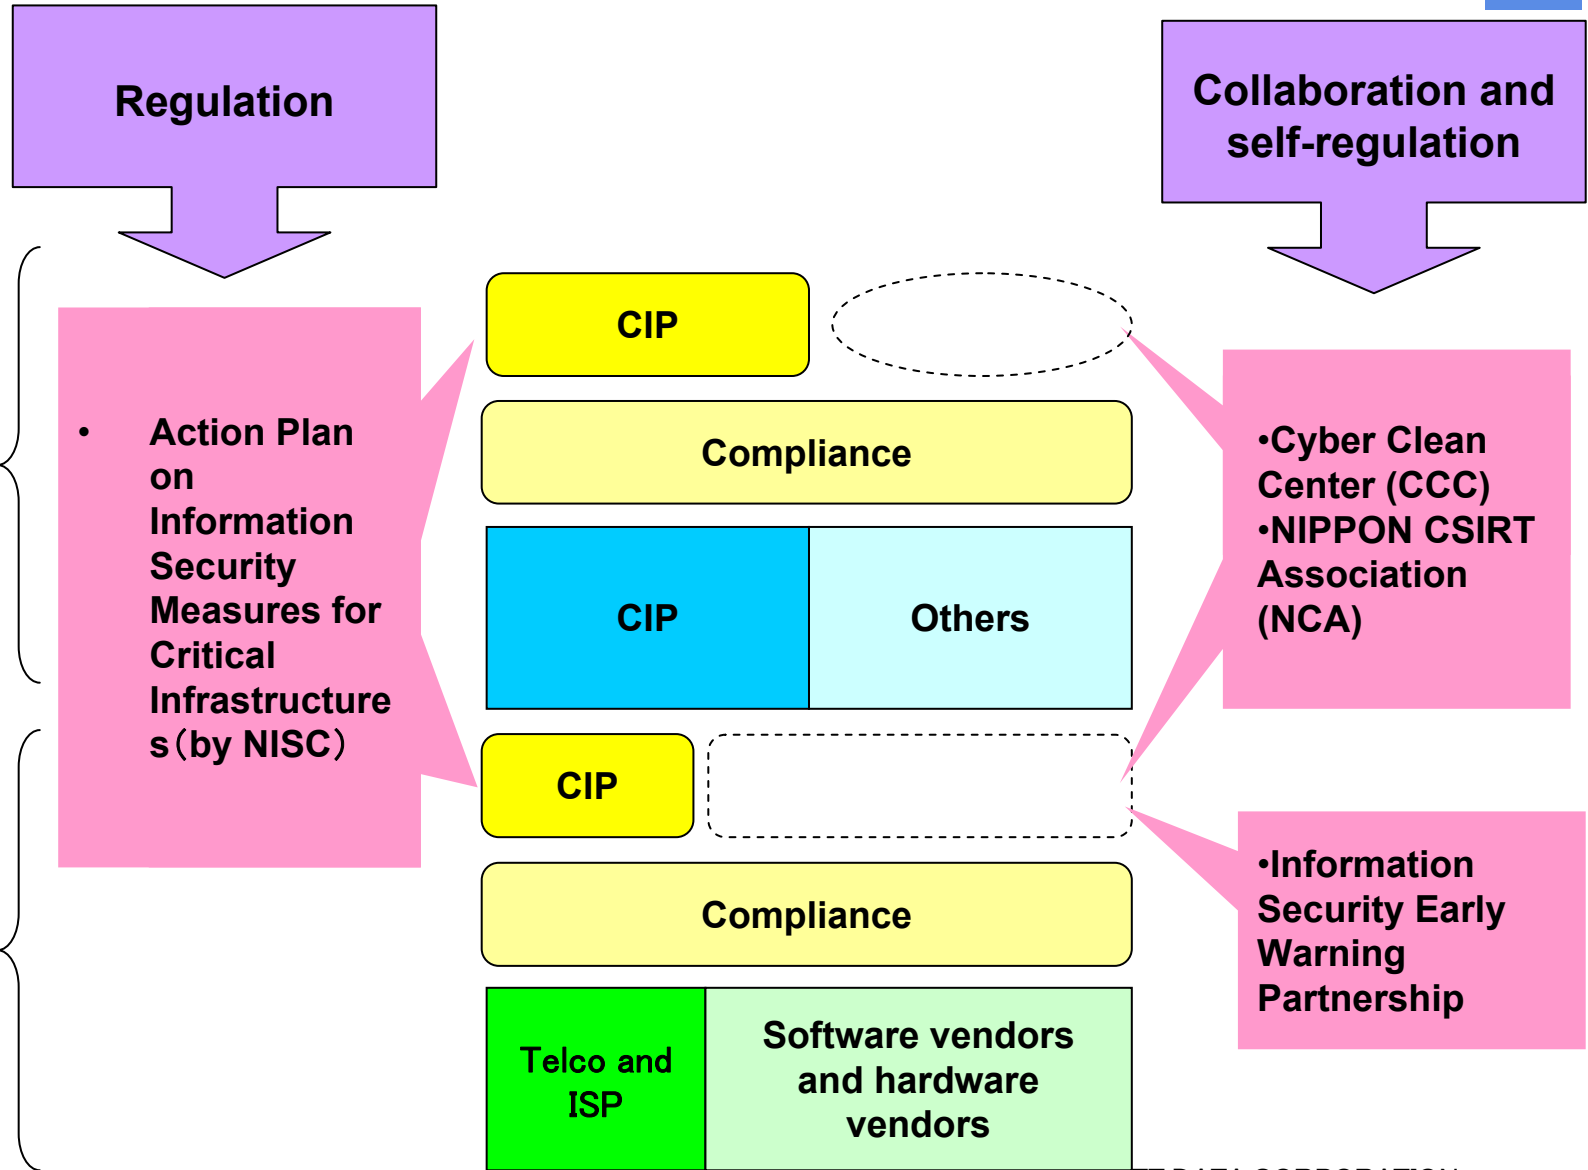 Regulation
Collaboration and
self-regulation
• Action Plan
on
Information
Security
Measures for
Critical
Infrastructure
s（by NISC）
CIP
Compliance
CIP
Others
CIP
Compliance
Telco and
ISP
Software vendors
and hardware
vendors
•Cyber Clean
Center (CCC)
•NIPPON CSIRT
Association
(NCA)
•Information
Security Early
Warning
Partnership
DATA CORPORATION